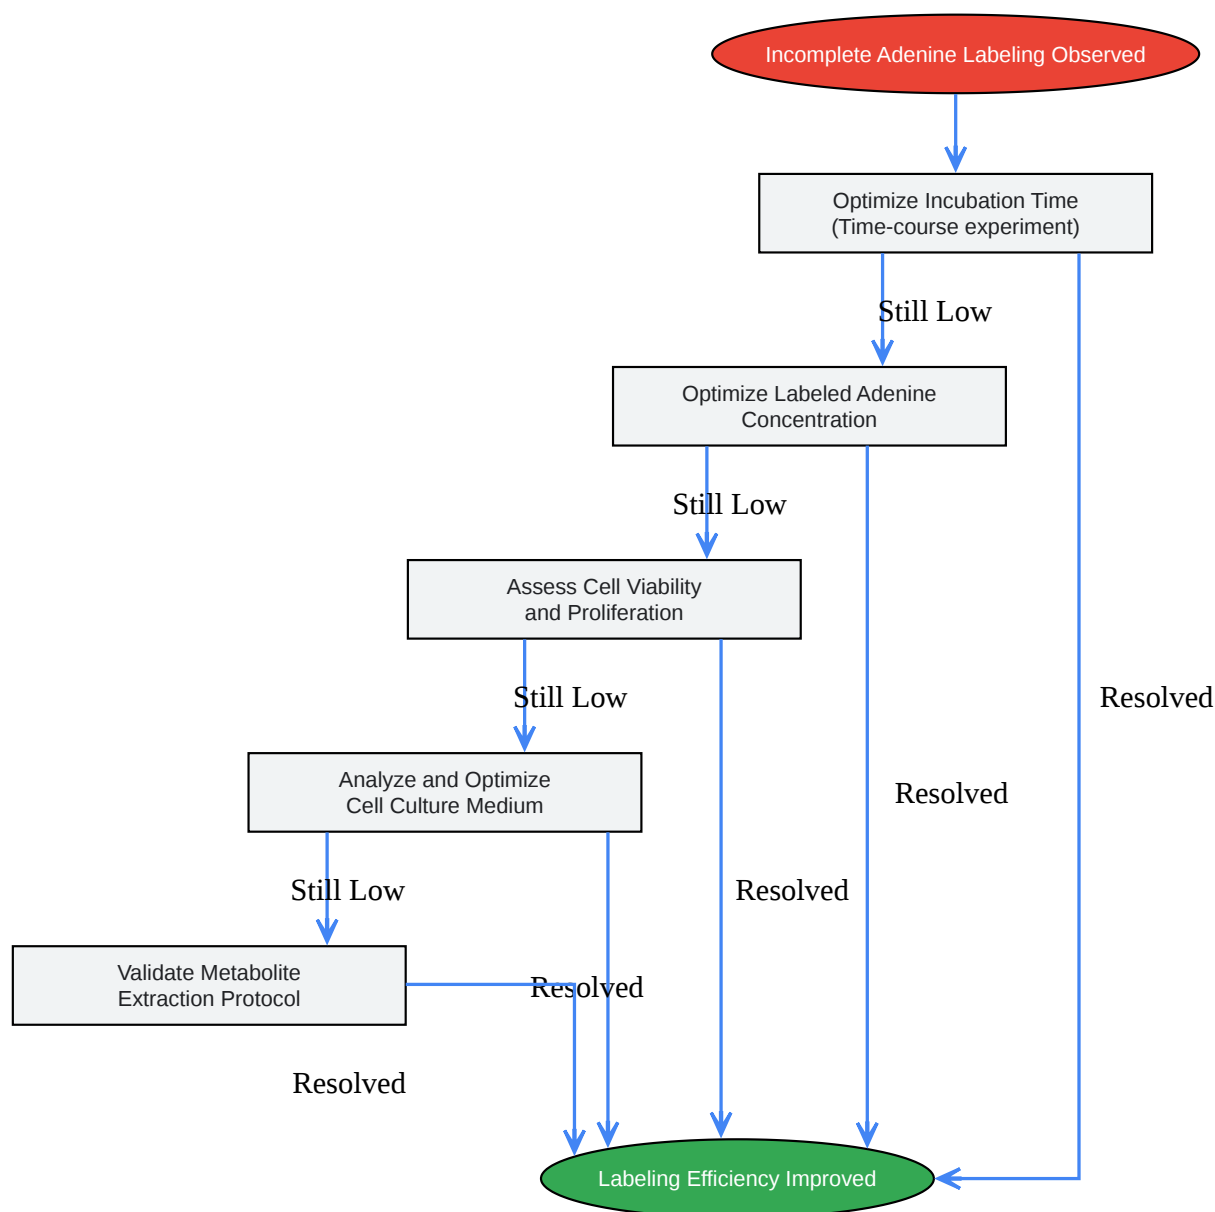 Incomplete Adenine Labeling Observed
Optimize Incubation Time
(Time-course experiment)
Still Low
Optimize Labeled Adenine
Concentration
Still Low
Assess Cell Viability
and Proliferation
Still Low
Resolved
Analyze and Optimize
Cell Culture Medium
Resolved
Still Low
Resolved
Validate Metabolite
Extraction Protocol
Resolved
Resolved
Labeling Efficiency Improved